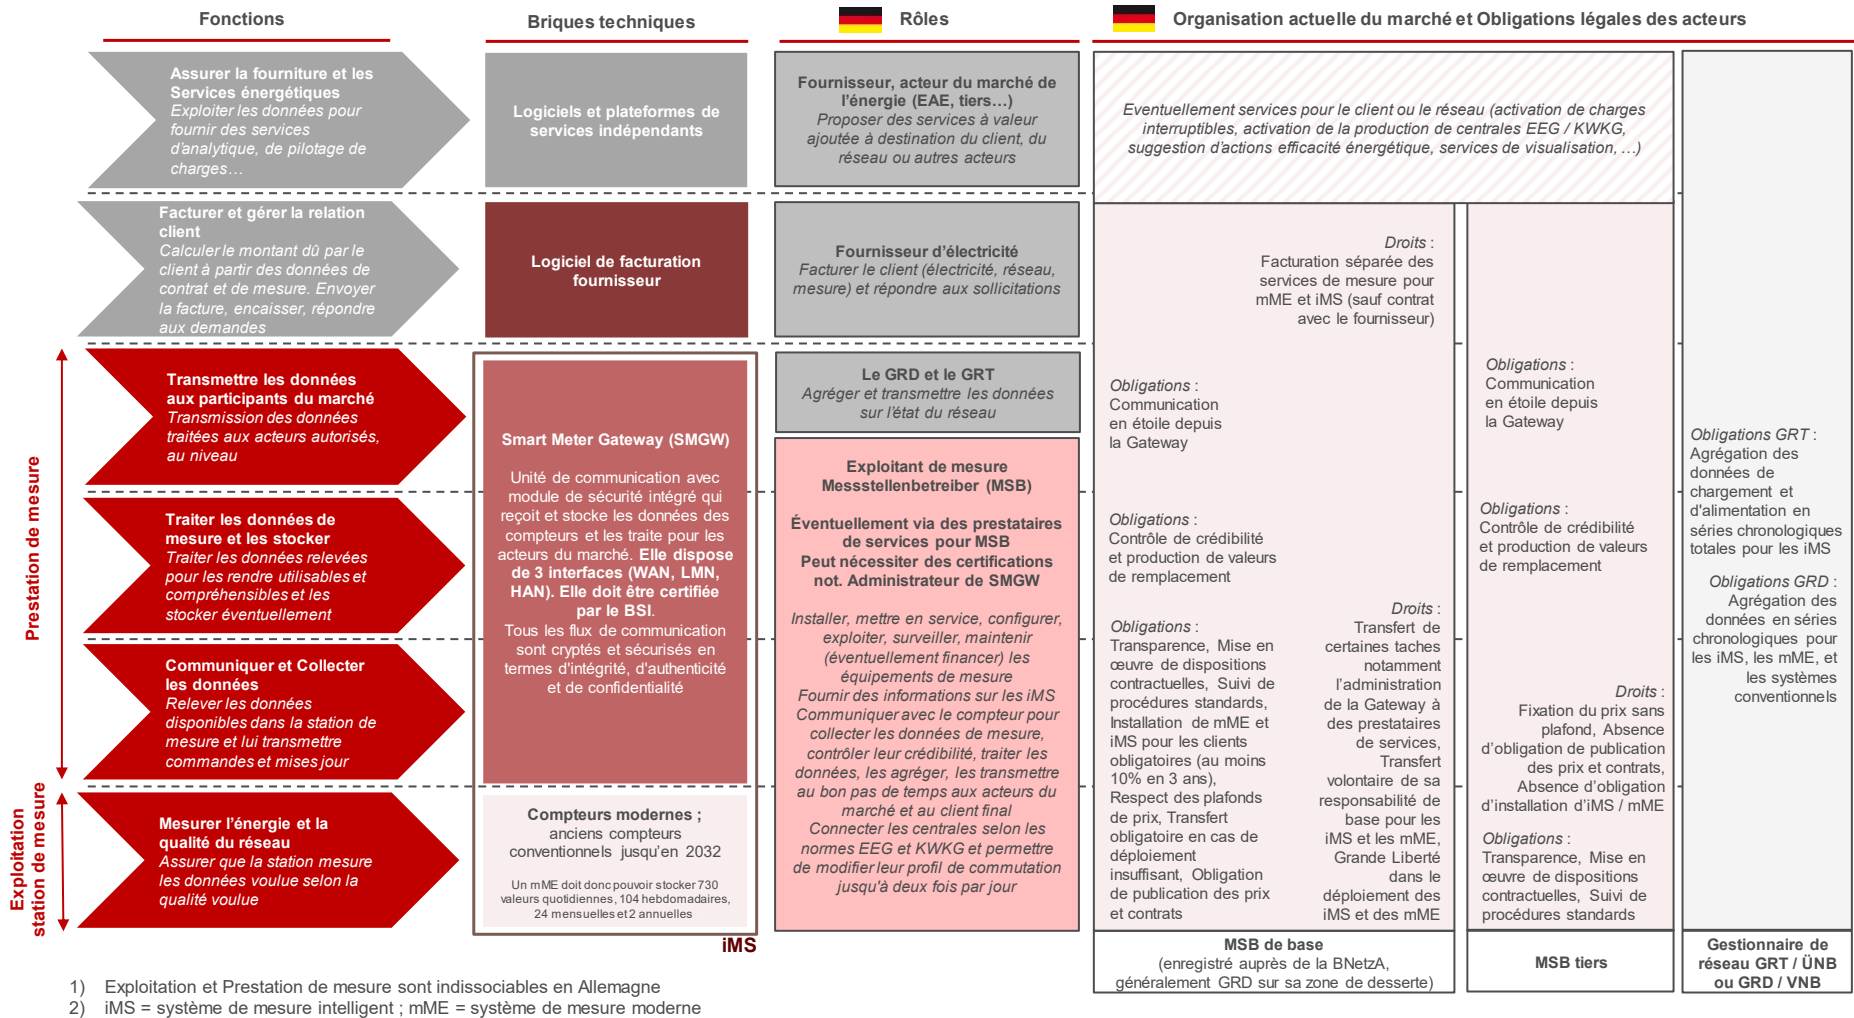 Fonctions
Briques techniques
Rôles
Organisation actuelle du marché et Obligations légales des acteurs
Assurer la fourniture et les
Services énergétiques
Exploiter les données pour
fournir des services
d'analytique, de pilotage de
charges…
Logiciels et plateformes de
services indépendants
Fournisseur, acteur du marché de
l'énergie (EAE, tiers…)
Proposer des services à valeur
ajoutée à destination du client, du
réseau ou autres acteurs
Eventuellement services pour le client ou le réseau (activation de charges
interruptibles, activation de la production de centrales EEG / KWKG,
suggestion d'actions efficacité énergétique, services de visualisation, …)
Facturer et gérer la relation
client
Calculer le montant dû par le
client à partir des données de
contrat et de mesure. Envoyer
la facture, encaisser, répondre
aux demandes
Logiciel de facturation
fournisseur
Fournisseur d'électricité
Facturer le client (électricité, réseau,
mesure) et répondre aux sollicitations
Droits :
Facturation séparée des
services de mesure pour
mME et iMS (sauf contrat
avec le fournisseur)
Prestation de mesure
Transmettre les données
aux participants du marché
Transmission des données
traitées aux acteurs autorisés,
au niveau
Traiter les données de
mesure et les stocker
Traiter les données relevées
pour les rendre utilisables et
compréhensibles et les
stocker éventuellement
Communiquer et Collecter
les données
Relever les données
disponibles dans la station de
mesure et lui transmettre
commandes et mises jour
Exploitation
station de mesure
Mesurer l'énergie et la
qualité du réseau
Assurer que la station mesure
les données voulue selon la
qualité voulue
Smart Meter Gateway (SMGW)
Unité de communication avec
module de sécurité intégré qui
reçoit et stocke les données des
compteurs et les traite pour les
acteurs du marché. Elle dispose
de 3 interfaces (WAN, LMN,
HAN). Elle doit être certifiée
par le BSI.
Tous les flux de communication
sont cryptés et sécurisés en
termes d'intégrité, d'authenticité
et de confidentialité
Compteurs modernes ;
anciens compteurs
conventionnels jusqu'en 2032
Un mME doit donc pouvoir stocker 730
valeurs quotidiennes, 104 hebdomadaires,
24 mensuelles et 2 annuelles
iMS
Le GRD et le GRT
Agréger et transmettre les données
sur l'état du réseau
Exploitant de mesure
Messstellenbetreiber (MSB)
Éventuellement via des prestataires
de services pour MSB
Peut nécessiter des certifications
not. Administrateur de SMGW
Installer, mettre en service, configurer,
exploiter, surveiller, maintenir
(éventuellement financer) les
équipements de mesure
Fournir des informations sur les iMS
Communiquer avec le compteur pour
collecter les données de mesure,
contrôler leur crédibilité, traiter les
données, les agréger, les transmettre
au bon pas de temps aux acteurs du
marché et au client final
Connecter les centrales selon les
normes EEG et KWKG et permettre
de modifier leur profil de commutation
jusqu'à deux fois par jour
Obligations :
Communication
en étoile depuis
la Gateway
Obligations :
Contrôle de crédibilité
et production de valeurs
de remplacement
Obligations :
Transparence, Mise en
œuvre de dispositions
contractuelles, Suivi de
procédures standards,
Installation de mME et
iMS pour les clients
obligatoires (au moins
10% en 3 ans),
Respect des plafonds
de prix, Transfert
obligatoire en cas de
déploiement
insuffisant, Obligation
de publication des prix
et contrats
Droits :
Transfert de
certaines taches
notamment
l'administration
de la Gateway à
des prestataires
de services,
Transfert
volontaire de sa
responsabilité de
base pour les
iMS et les mME,
Grande Liberté
dans le
déploiement des
iMS et des mME
MSB de base
(enregistré auprès de la BNetzA,
généralement GRD sur sa zone de desserte)
Obligations :
Communication
en étoile depuis
la Gateway
Obligations :
Contrôle de crédibilité
et production de valeurs
de remplacement
Droits :
Fixation du prix sans
plafond, Absence
d'obligation de publication
des prix et contrats,
Absence d'obligation
d'installation d'iMS / mME
Obligations :
Transparence, Mise en
œuvre de dispositions
contractuelles, Suivi de
procédures standards
MSB tiers
Obligations GRT :
Agrégation des
données de
chargement et
d'alimentation en
séries chronologiques
totales pour les iMS
Obligations GRD :
Agrégation des
données en séries
chronologiques pour
les iMS, les mME, et
les systèmes
conventionnels
Gestionnaire de
réseau GRT / ÜNB
ou GRD / VNB
1) Exploitation et Prestation de mesure sont indissociables en Allemagne
2) iMS = système de mesure intelligent ; mME = système de mesure moderne